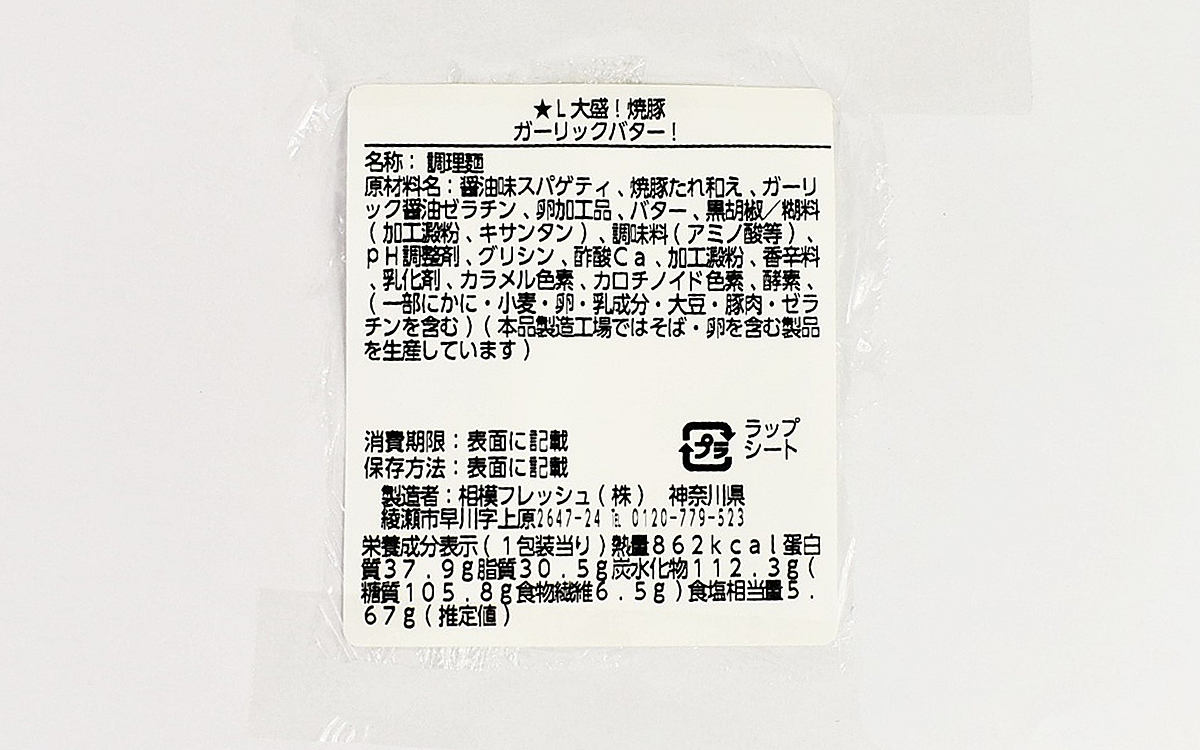 ★L大盛！焼豚
ガーリックバター！
名称：調理麺
原材料名：醤油味スパゲティ、焼豚たれ和え、ガーリ
ック醤油ゼラチン、卵加工品、バター、黒胡椒／糊料
（加工澱粉、キサンタン）、調味料（アミノ酸等）、
ｐＨ調整剤、グリシン、酢酸Ｃａ、加工澱粉、香辛料
、乳化剤、カラメル色素、カロチノイド色素、酵素、
（一部にかに・小麦・卵・乳成分・大豆・豚肉・ゼラ
チンを含む）（本品製造工場ではそば・卵を含む製品
を生産しています）
消費期限：表面に記載
保存方法：表面に記載
プラ
ラップ
シート
製造者：相模フレッシュ（株）　神奈川県
綾瀬市早川字上原2647-24 ℡ 0120-779-523
栄養成分表示（１包装当り）熱量８６２ｋｃａｌ蛋白
質３７．９ｇ脂質３０．５ｇ炭水化物１１２．３ｇ（
糖質１０５．８ｇ食物繊維６．５ｇ）食塩相当量５．
６７ｇ（推定値）